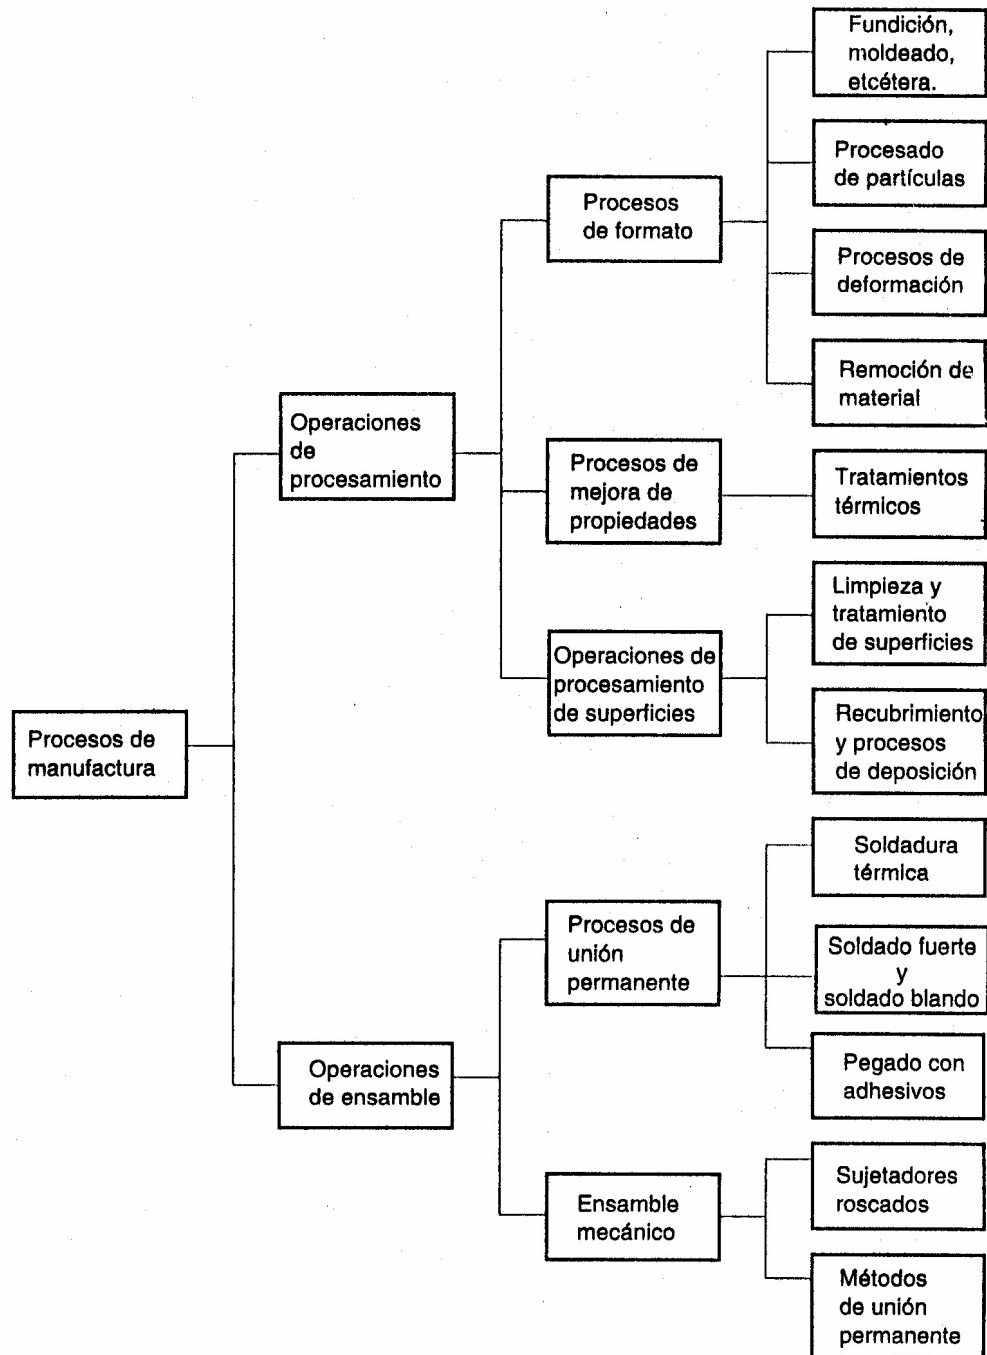 Fundición,
moldeado,
etcétera.
Procesado
de partículas
Procesos
de formato
Procesos de
deformación
Remoción de
material
Operaciones
de
procesamiento
Procesos de
mejora de
propiedades
Tratamientos
térmicos
Limpieza y
tratamiento
de superficies
Operaciones de
procesamiento
de superficies
Recubrimiento
y procesos
de deposición
Procesos de
manufactura
Soldadura
térmica
Procesos de
unión
permanente
Soldado fuerte
y
soldado blando
Pegado con
adhesivos
Operaciones
de ensamble
Sujetadores
roscados
Ensamble
mecánico
Métodos
de unión
permanente